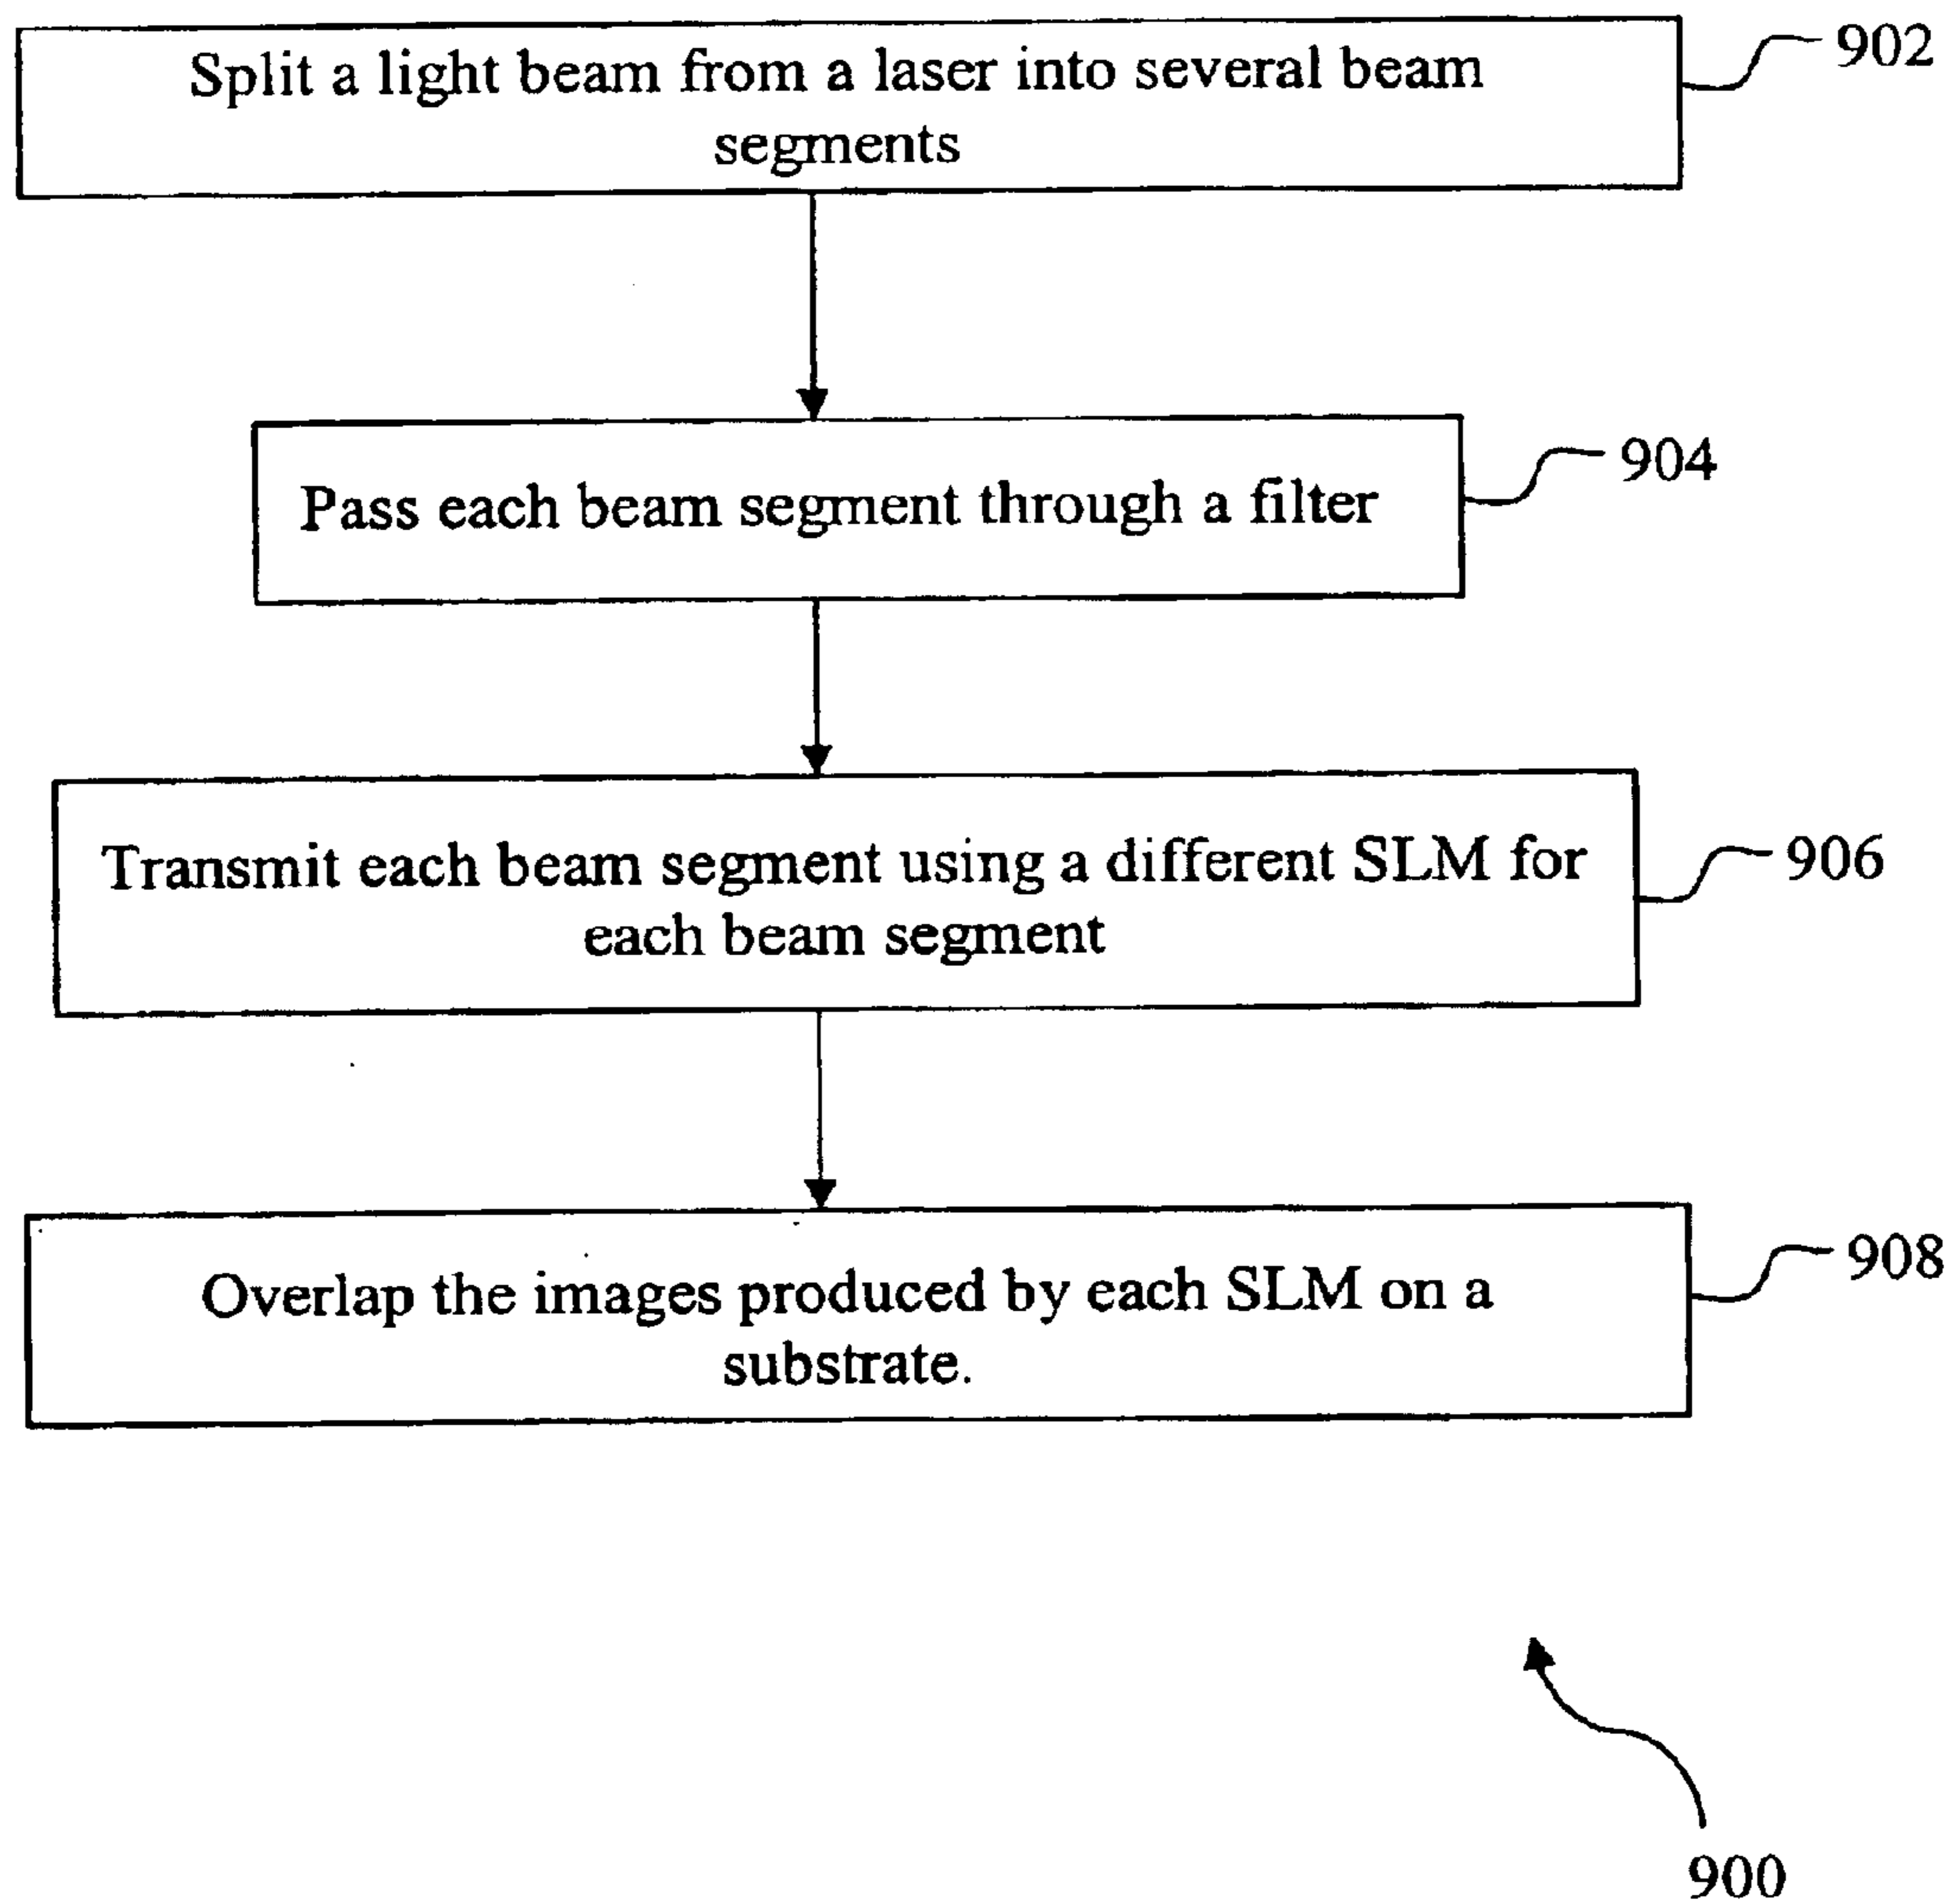 Split a light beam from a laser into several beam
segments
902
Pass each beam segment through a filter
904
Transmit each beam segment using a different SLM for
each beam segment
906
Overlap the images produced by each SLM on a
substrate.
908
900